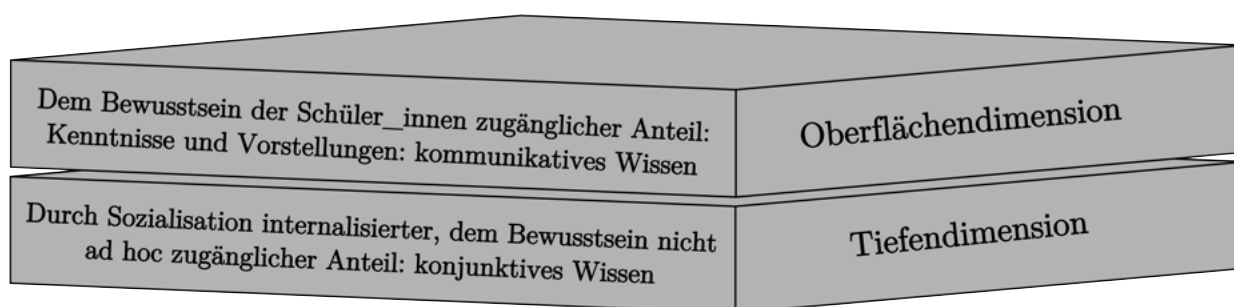 Dem Bewusstsein der Schüler_innen zugänglicher Anteil:
Kenntnisse und Vorstellungen: kommunikatives Wissen
Oberflächendimension
Durch Sozialisation internalisierter, dem Bewusstsein nicht
ad hoc zugänglicher Anteil: konjunktives Wissen
Tiefendimension